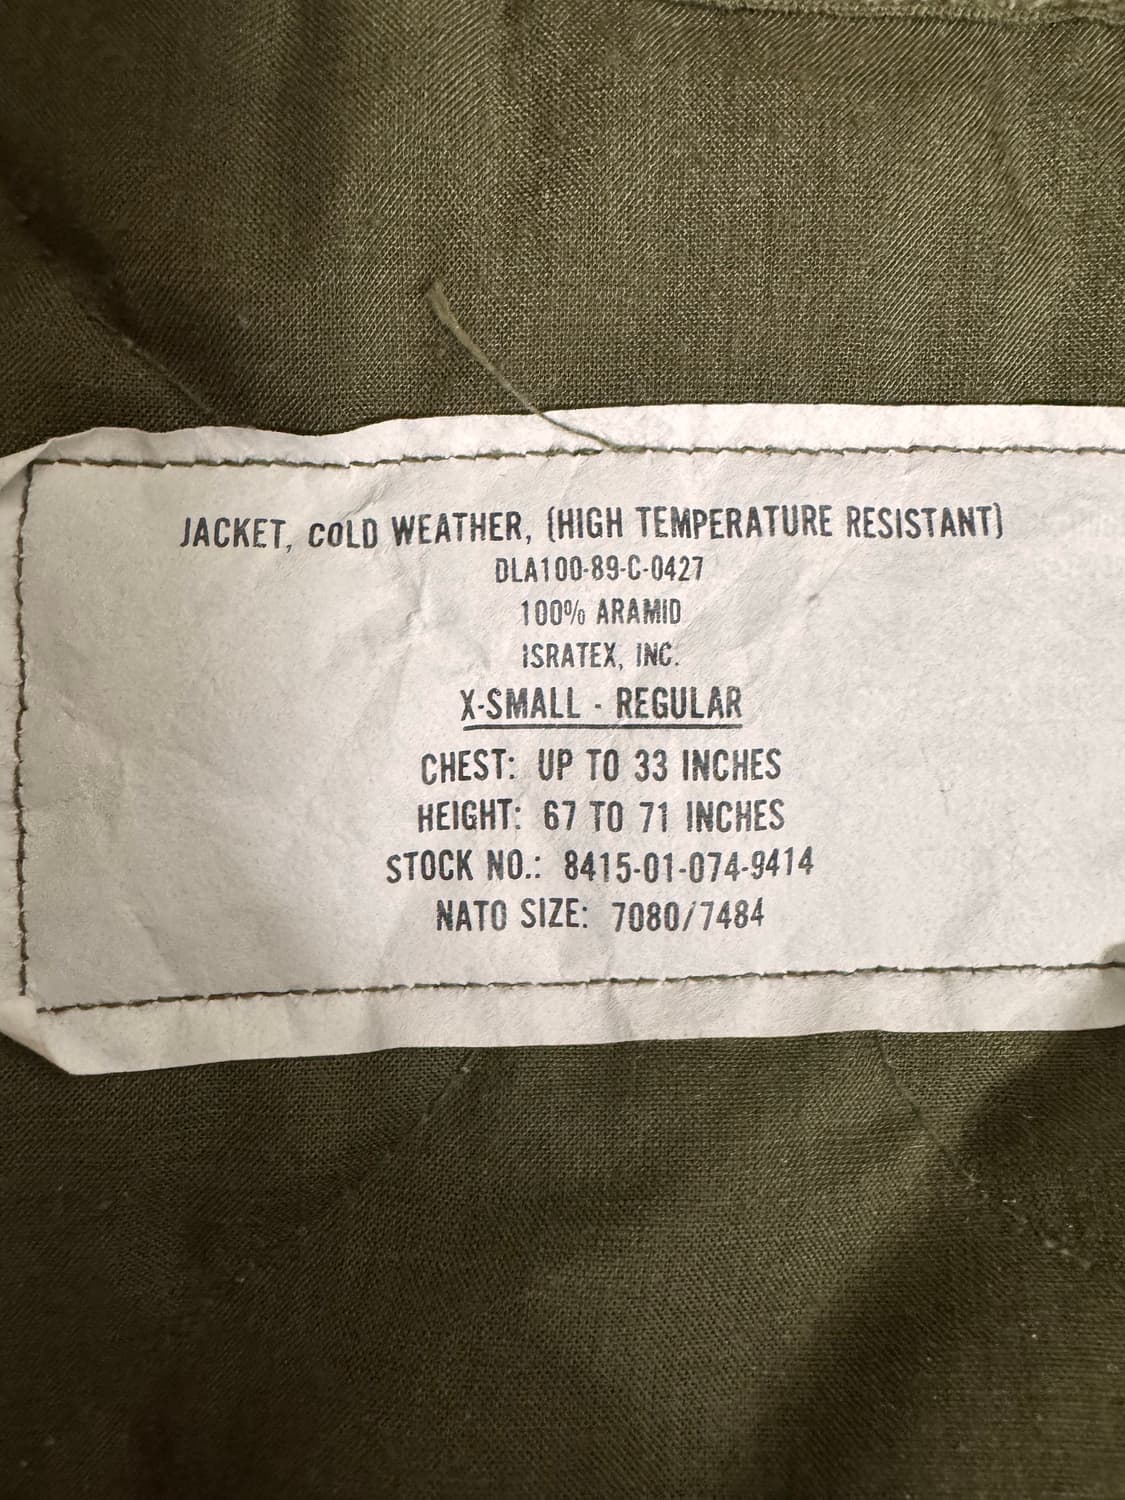 JACKET, COLD WEATHER, (HIGH TEMPERATURE RESISTANT)
DLA100-89-C-0427
100% ARAMID
ISRATEX, INC.
X-SMALL - REGULAR
CHEST: UP TO 33 INCHES
HEIGHT: 67 TO 71 INCHES
STOCK NO.: 8415-01-074-9414
NATO SIZE: 7080/7484